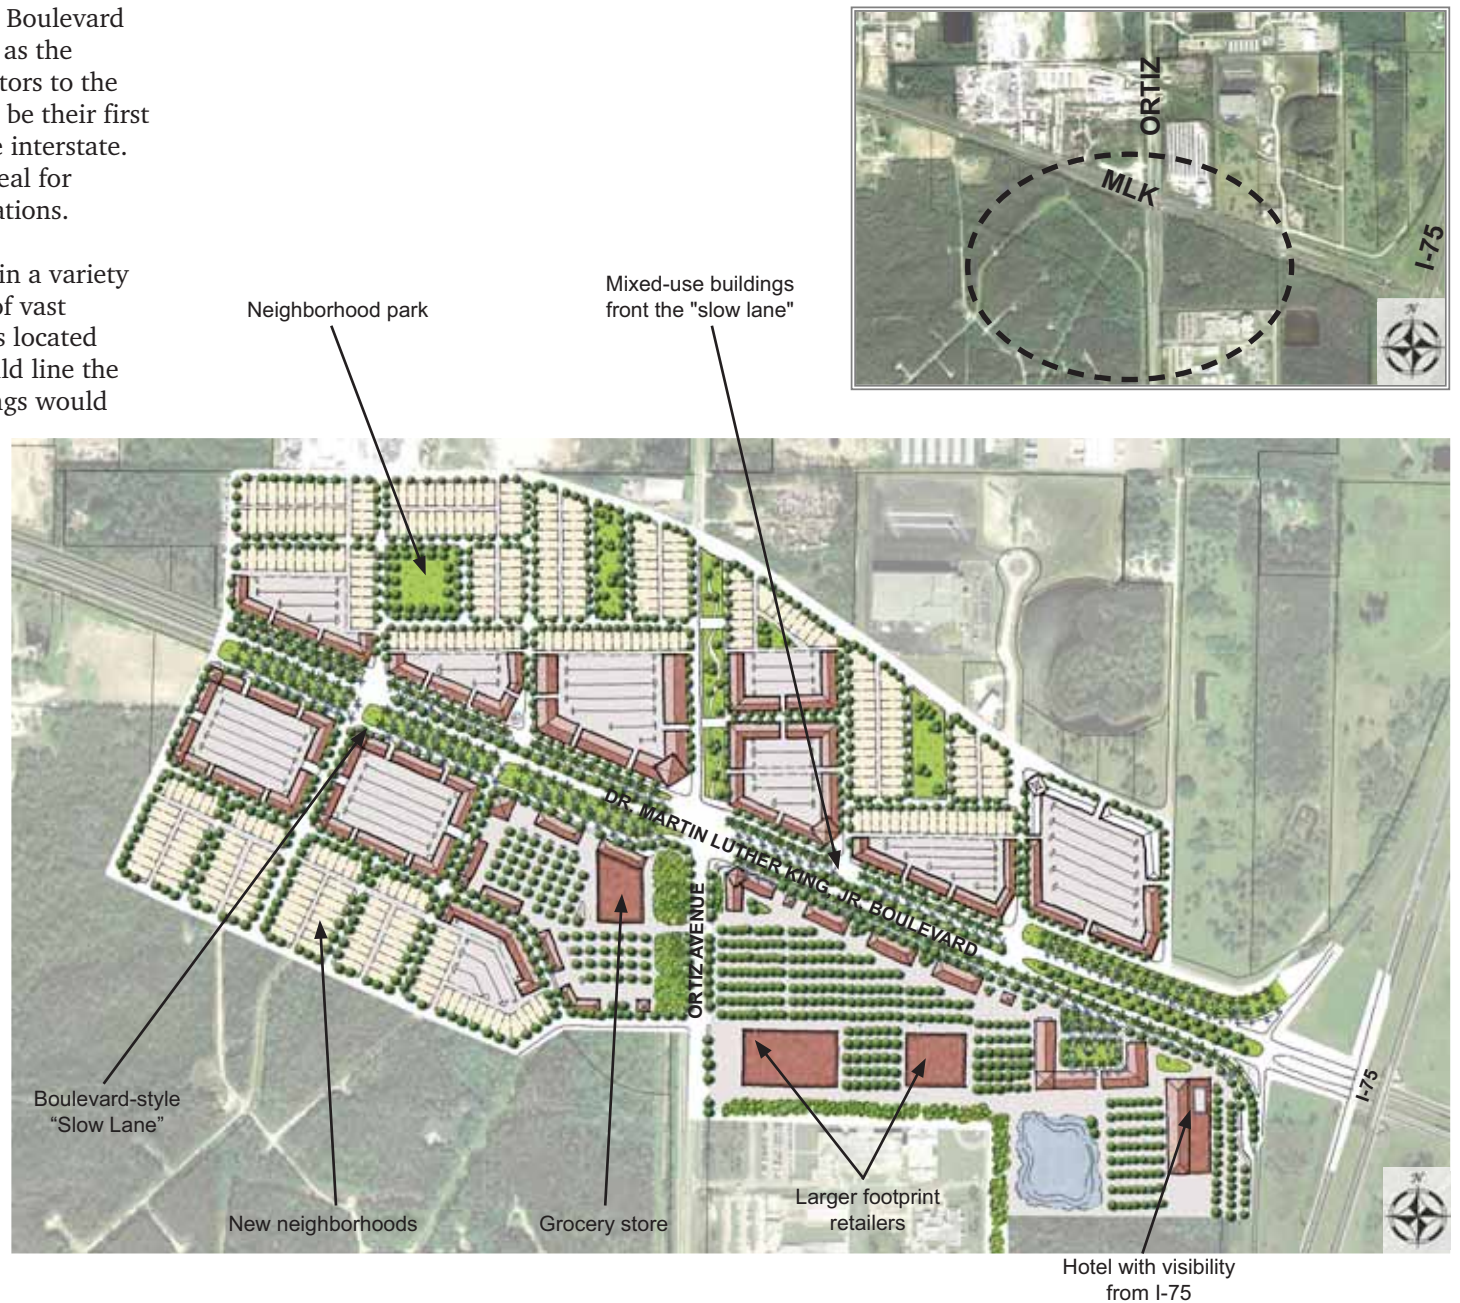 Boulevard
as the
tors to the
be their first
e interstate.
eal for
ations.
in a variety
of vast
s located
ld line the
ngs would
ORTIZ
MLK
I-75
N
Neighborhood park
Mixed-use buildings
front the "slow lane"
DR. MARTIN LUTHER KING, JR. BOULEVARD
ORTIZ AVENUE
I-75
Boulevard-style
“Slow Lane”
New neighborhoods
Grocery store
Larger footprint
retailers
N
Hotel with visibility
from I-75